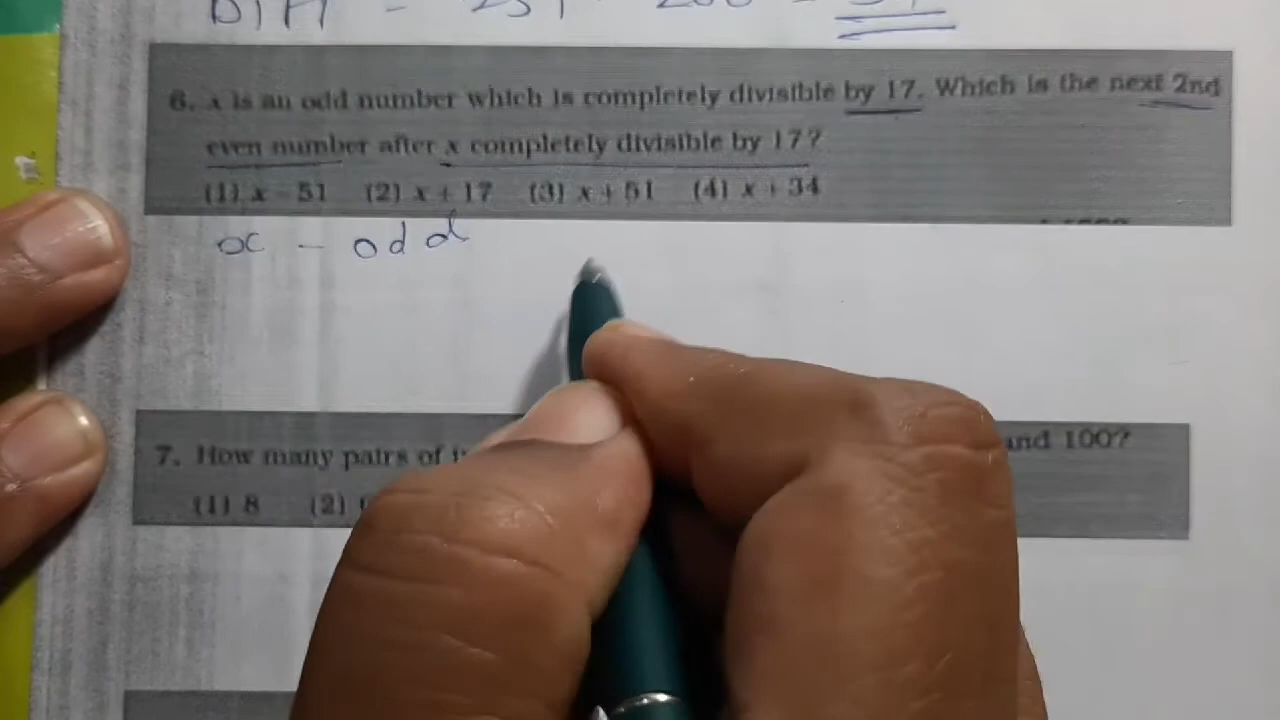 6. x is an odd number which is completely divisible by 17. Which is the next 2nd
even number after x completely divisible by 17?
(1) x - 51 (2) x + 17 (3) x + 51 (4) x + 34
x - odd
7. How many pairs of and 100?
(1) 8 (2)